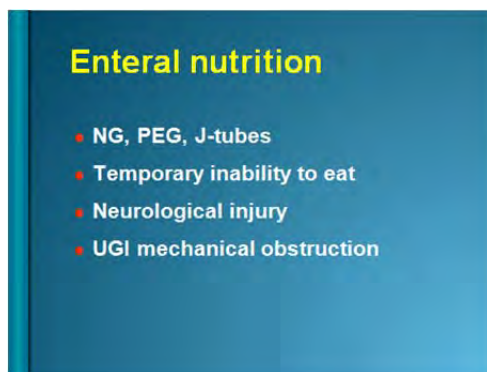 Enteral nutrition
NG, PEG, J-tubes
Temporary inability to eat
Neurological injury
UGI mechanical obstruction